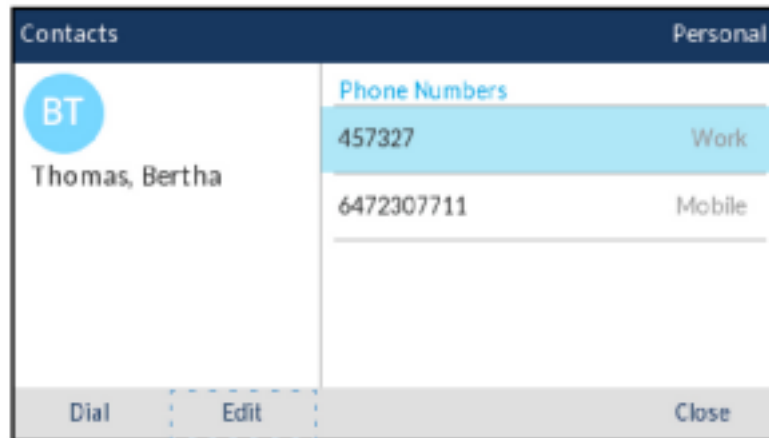 Contacts Personal
BT
Thomas, Bertha
Phone Numbers
457327 Work
6472307711 Mobile
Dial Edit Close